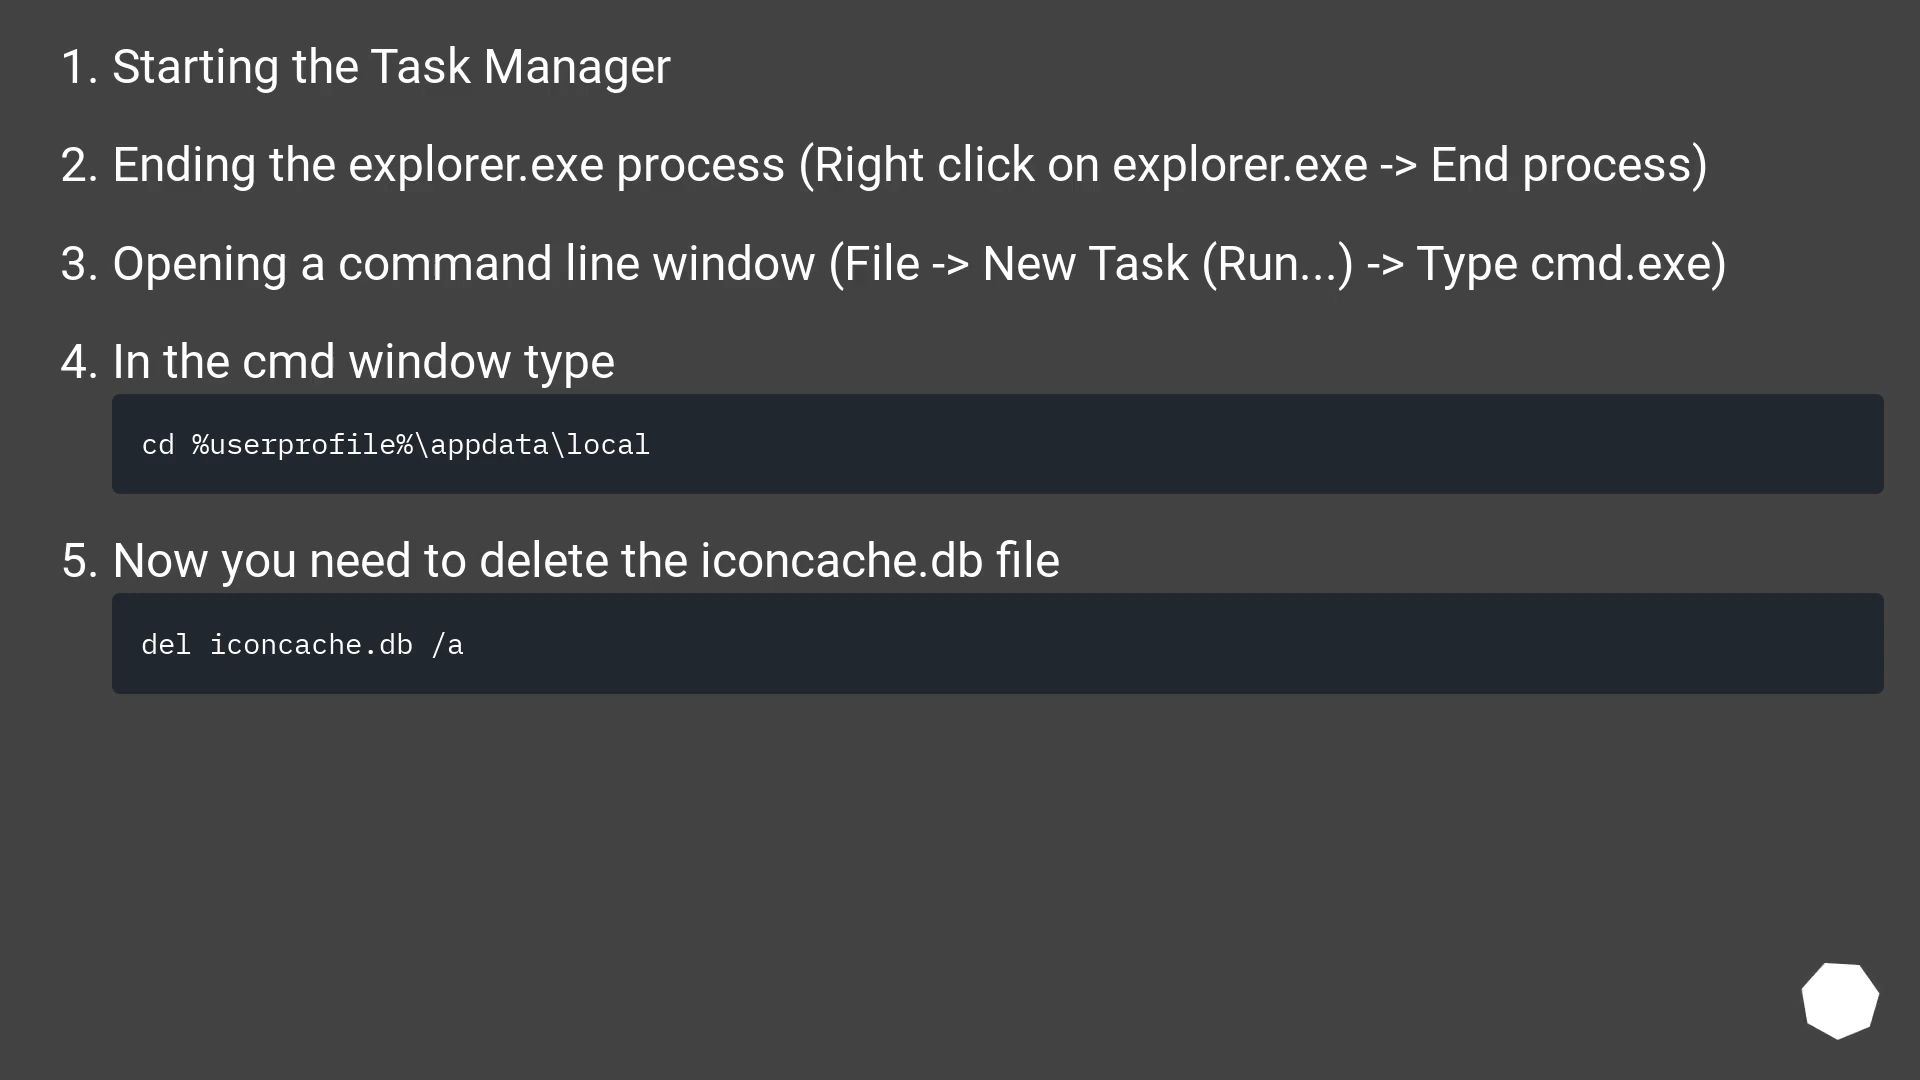 1. Starting the Task Manager
2. Ending the explorer.exe process (Right click on explorer.exe -> End process)
3. Opening a command line window (File -> New Task (Run...) -> Type cmd.exe)
4. In the cmd window type
cd %userprofile%\appdata\local
5. Now you need to delete the iconcache.db file
del iconcache.db /a